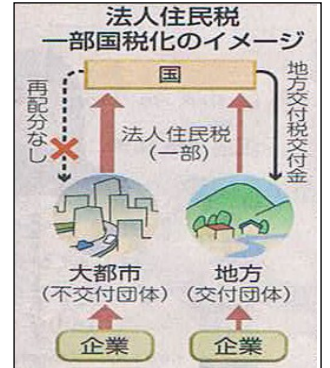 法人住民税
一部国税化のイメージ
国
再配分なし
地方交付税交付金
法人住民税
(一部)
大都市
(不交付団体)
地方
(交付団体)
企業
企業